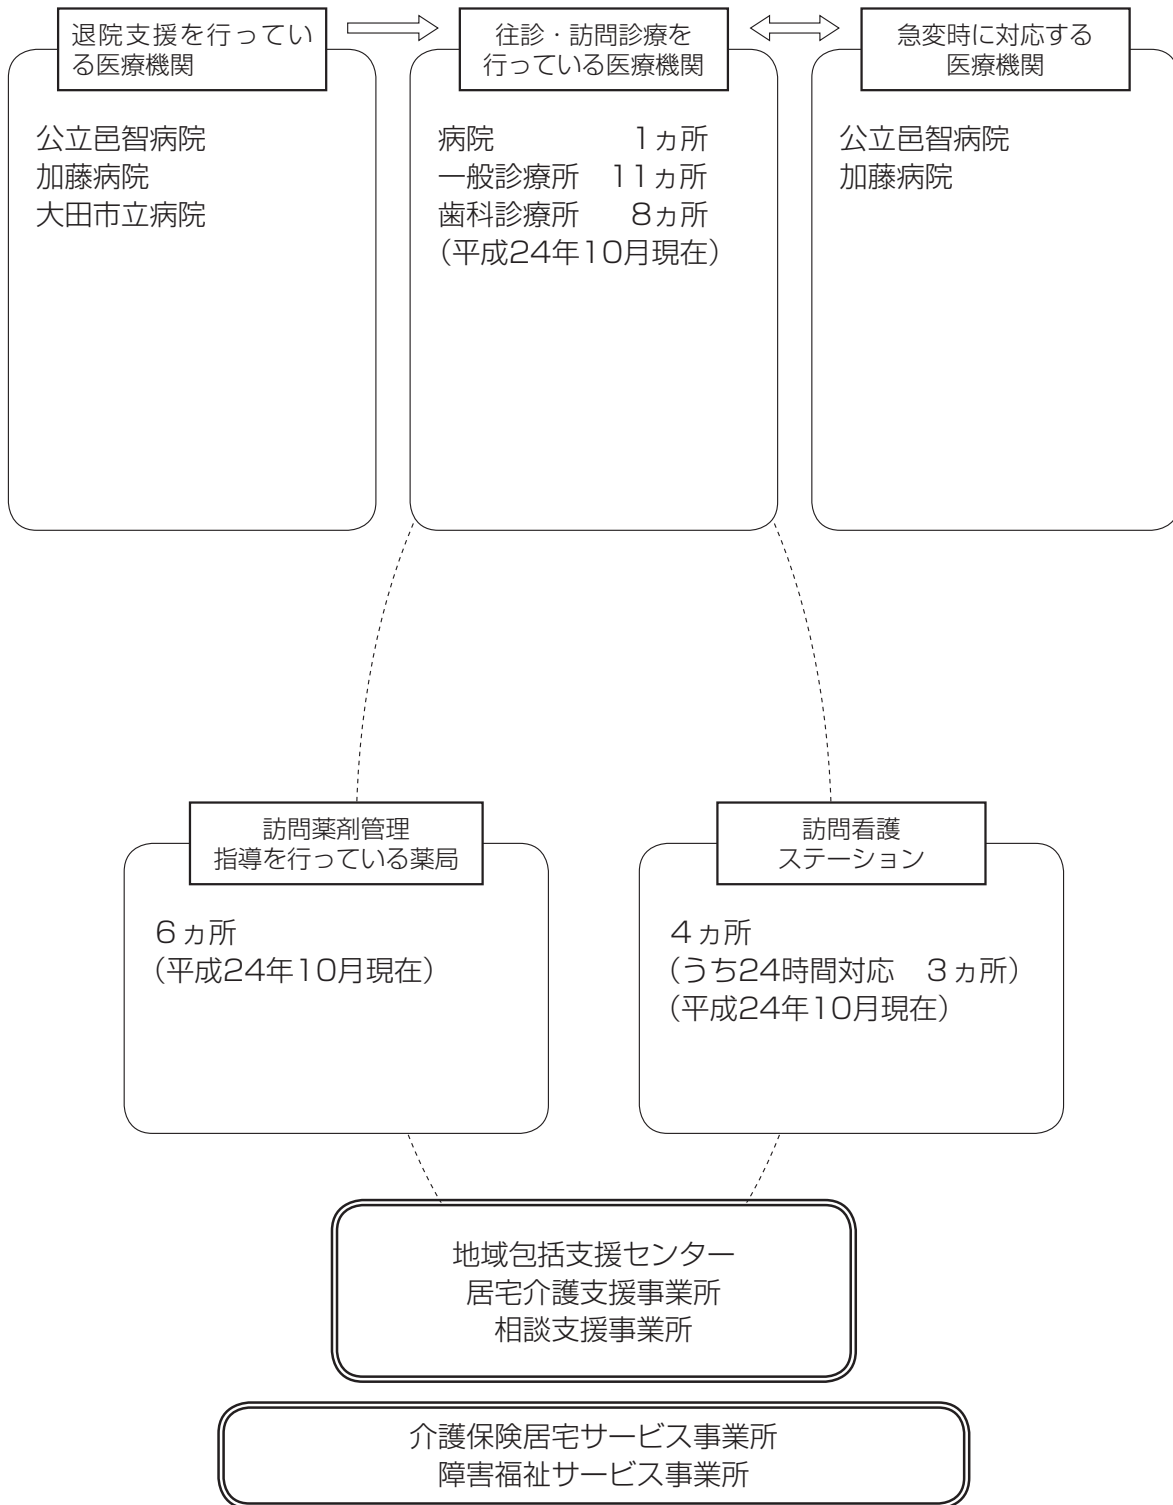 退院支援を行ってい
る医療機関
公立邑智病院
加藤病院
大田市立病院
往診・訪問診療を
行っている医療機関
病院　　　　1ヵ所
一般診療所　11ヵ所
歯科診療所　8ヵ所
（平成24年10月現在）
急変時に対応する
医療機関
公立邑智病院
加藤病院
訪問薬剤管理
指導を行っている薬局
6ヵ所
（平成24年10月現在）
訪問看護
ステーション
4ヵ所
（うち24時間対応　3ヵ所）
（平成24年10月現在）
地域包括支援センター
居宅介護支援事業所
相談支援事業所
介護保険居宅サービス事業所
障害福祉サービス事業所